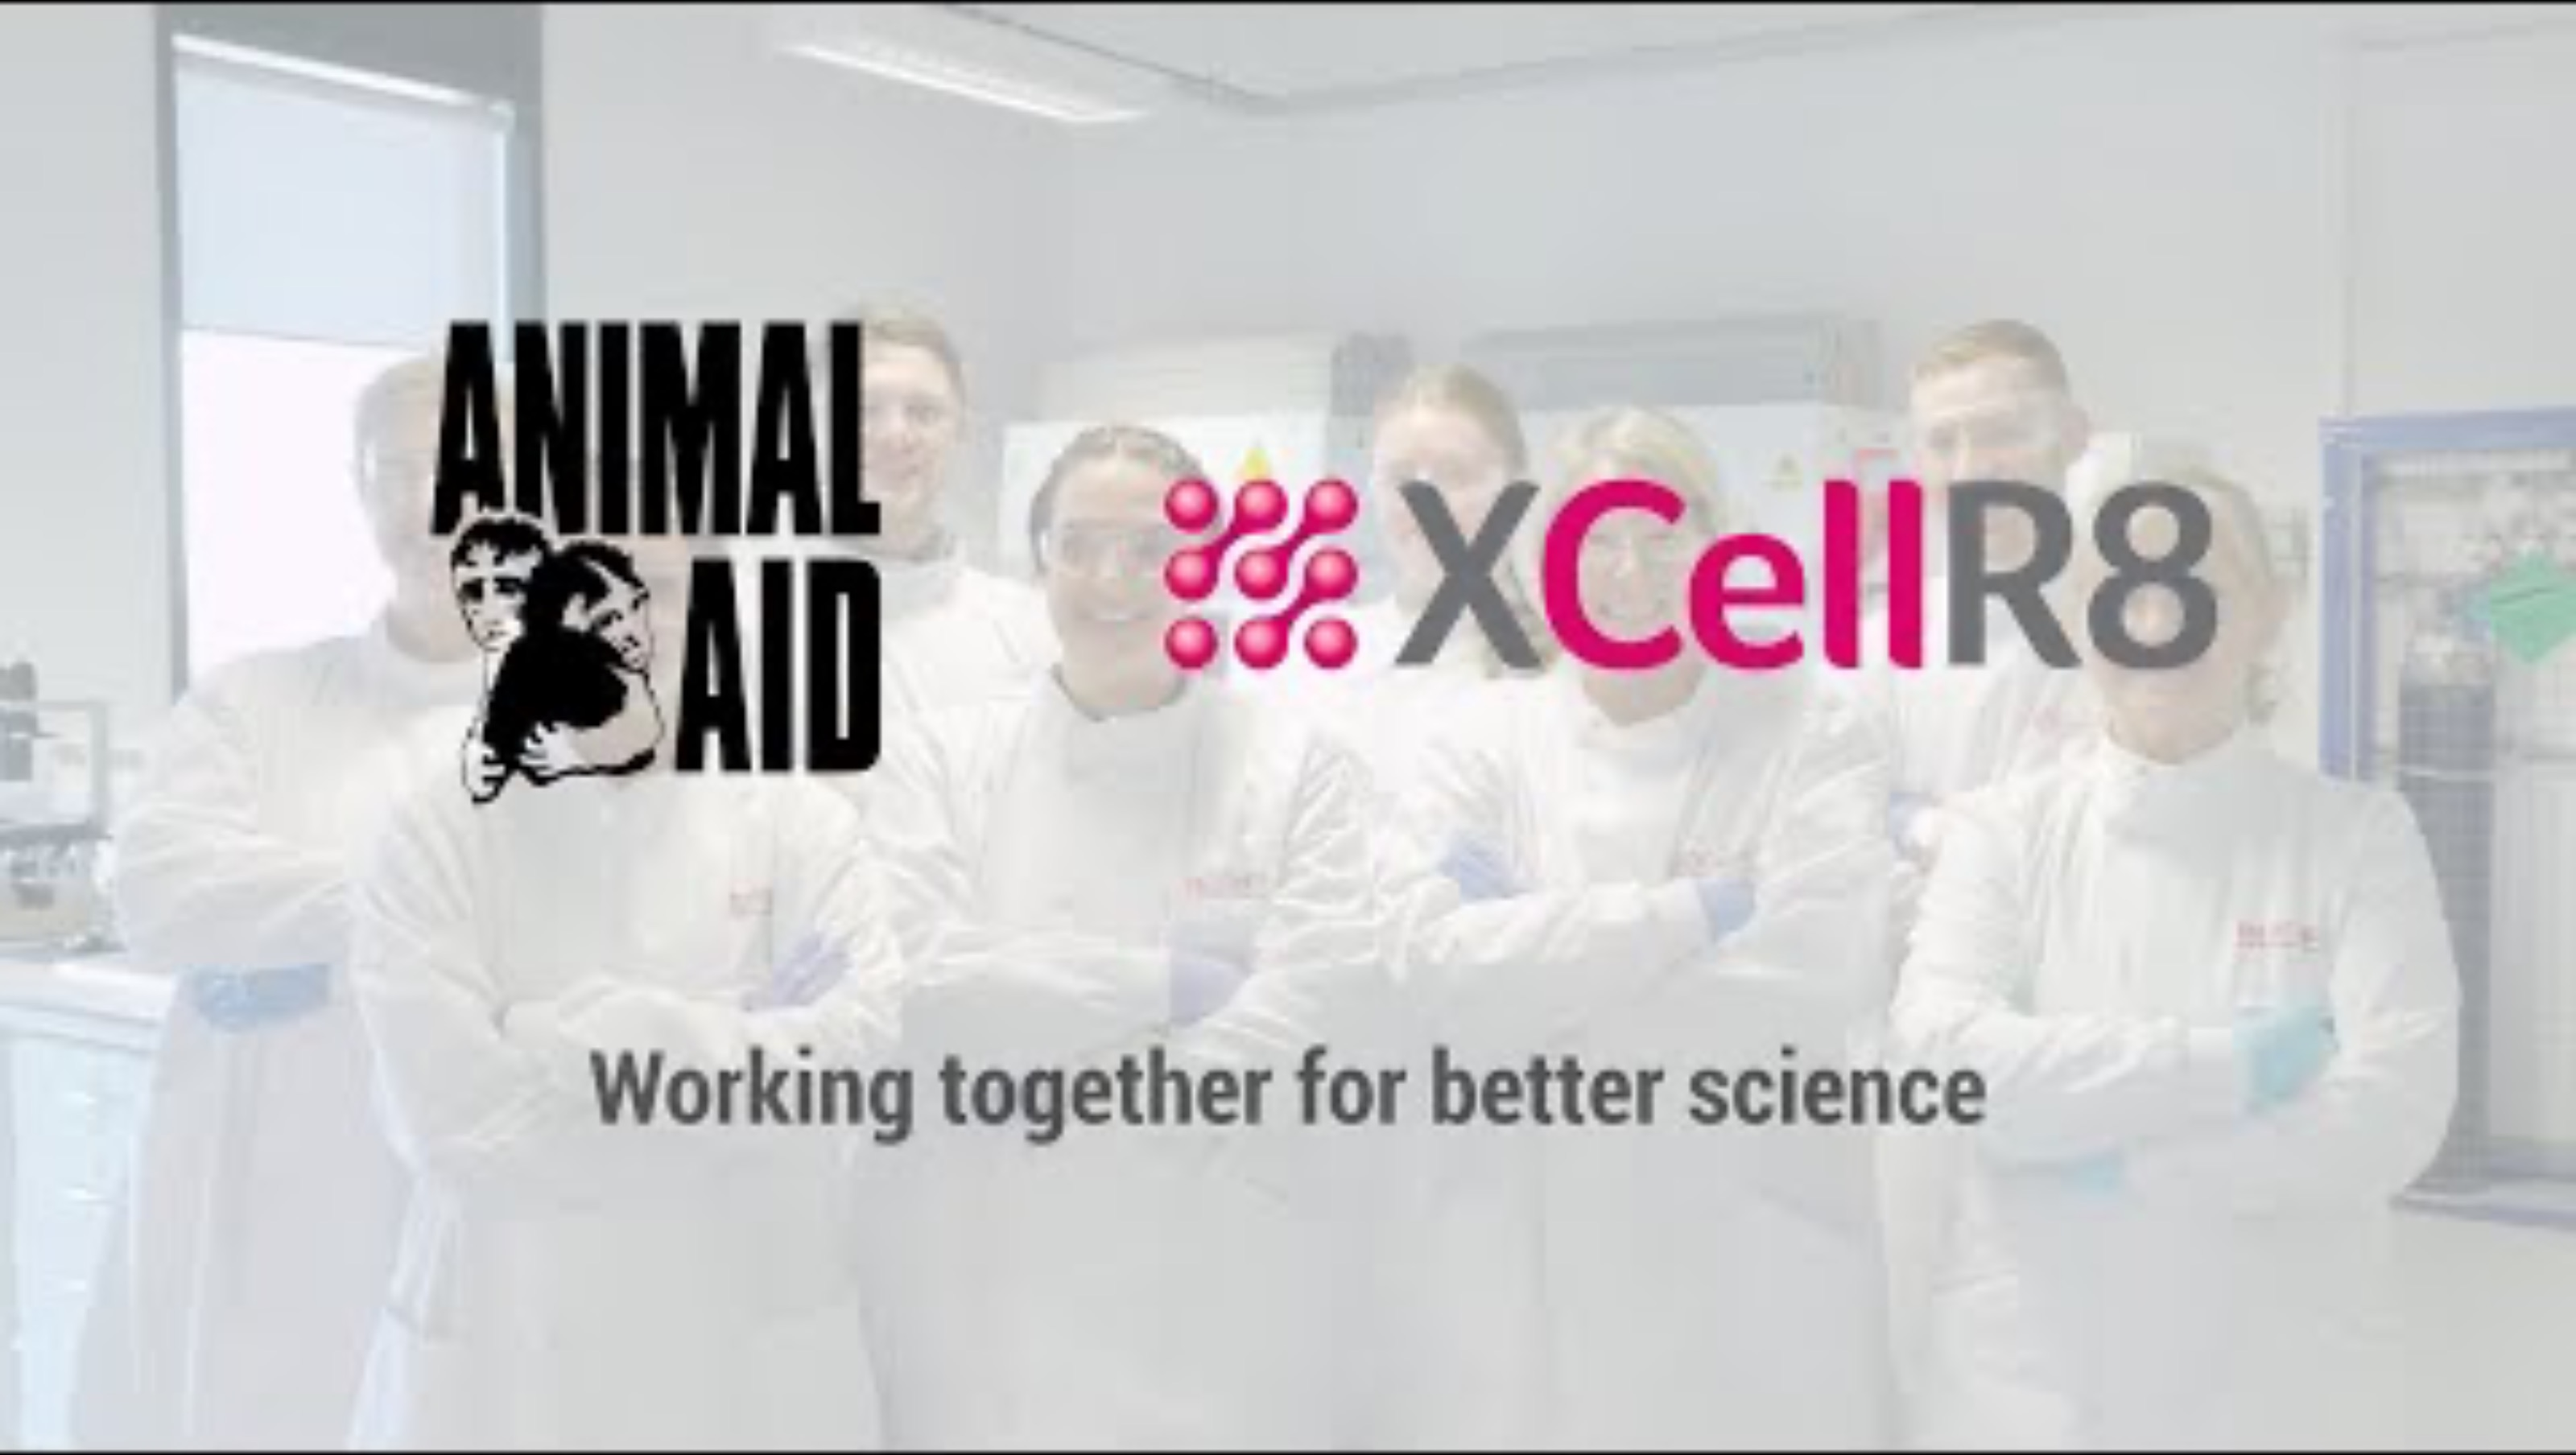 ANIMAL
AID
XCellR8
Working together for better science